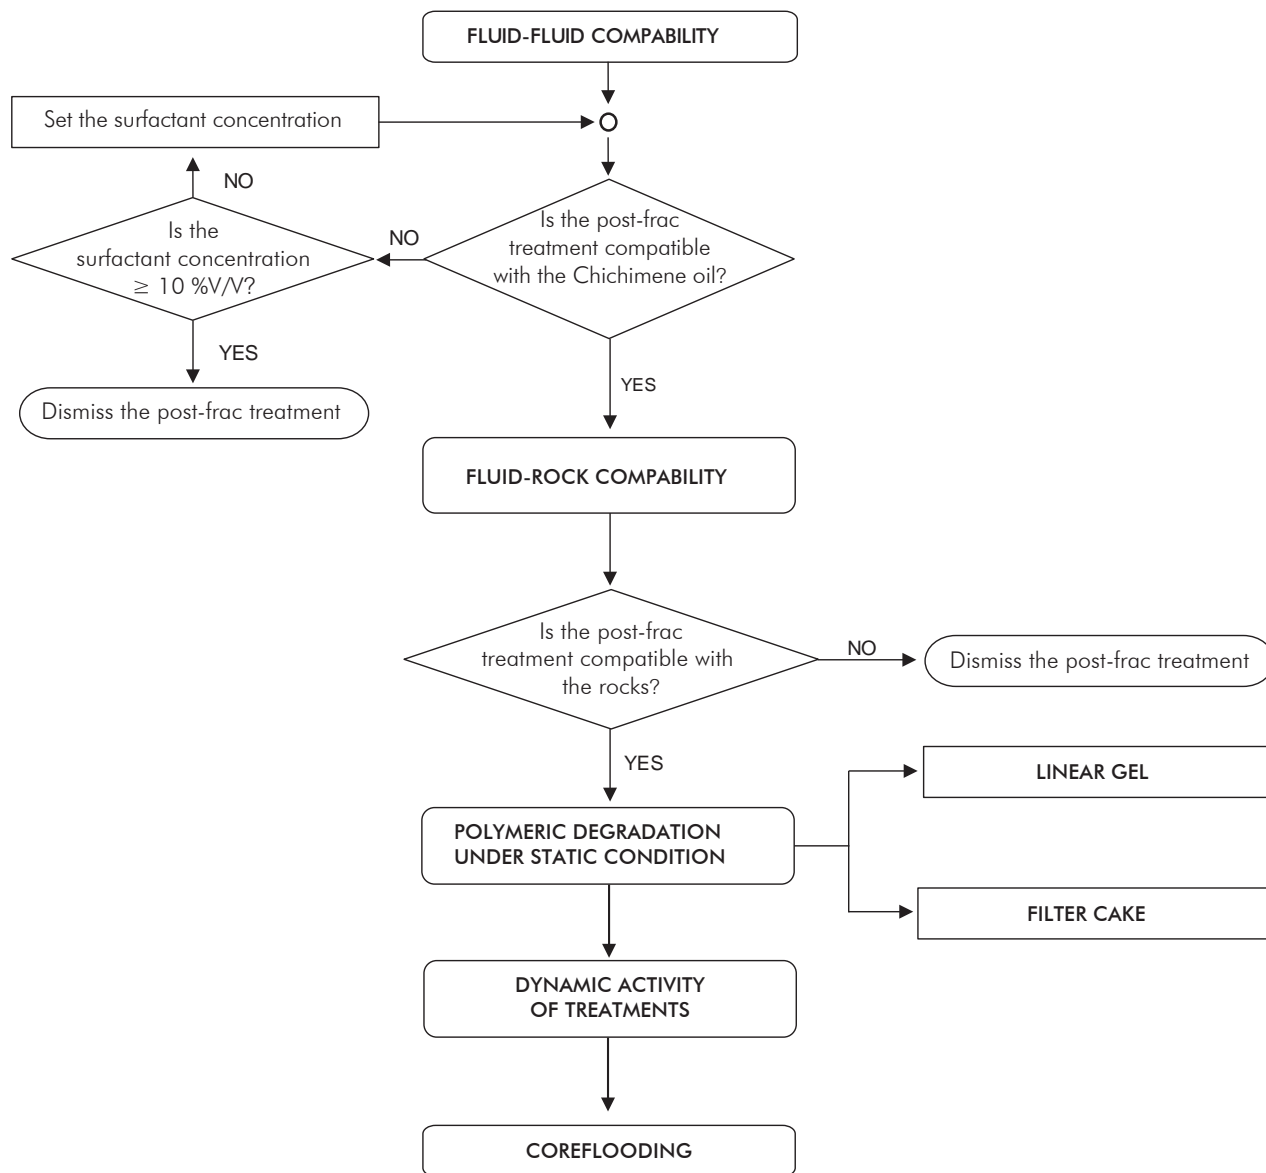 FLUID-FLUID COMPABILITY
Set the surfactant concentration
NO
Is the
surfactant concentration
≥ 10 %V/V?
NO
Is the post-frac
treatment compatible
with the Chichimene oil?
YES
Dismiss the post-frac treatment
YES
FLUID-ROCK COMPABILITY
Is the post-frac
treatment compatible with
the rocks?
NO
Dismiss the post-frac treatment
YES
LINEAR GEL
POLYMERIC DEGRADATION
UNDER STATIC CONDITION
FILTER CAKE
DYNAMIC ACTIVITY
OF TREATMENTS
COREFLOODING